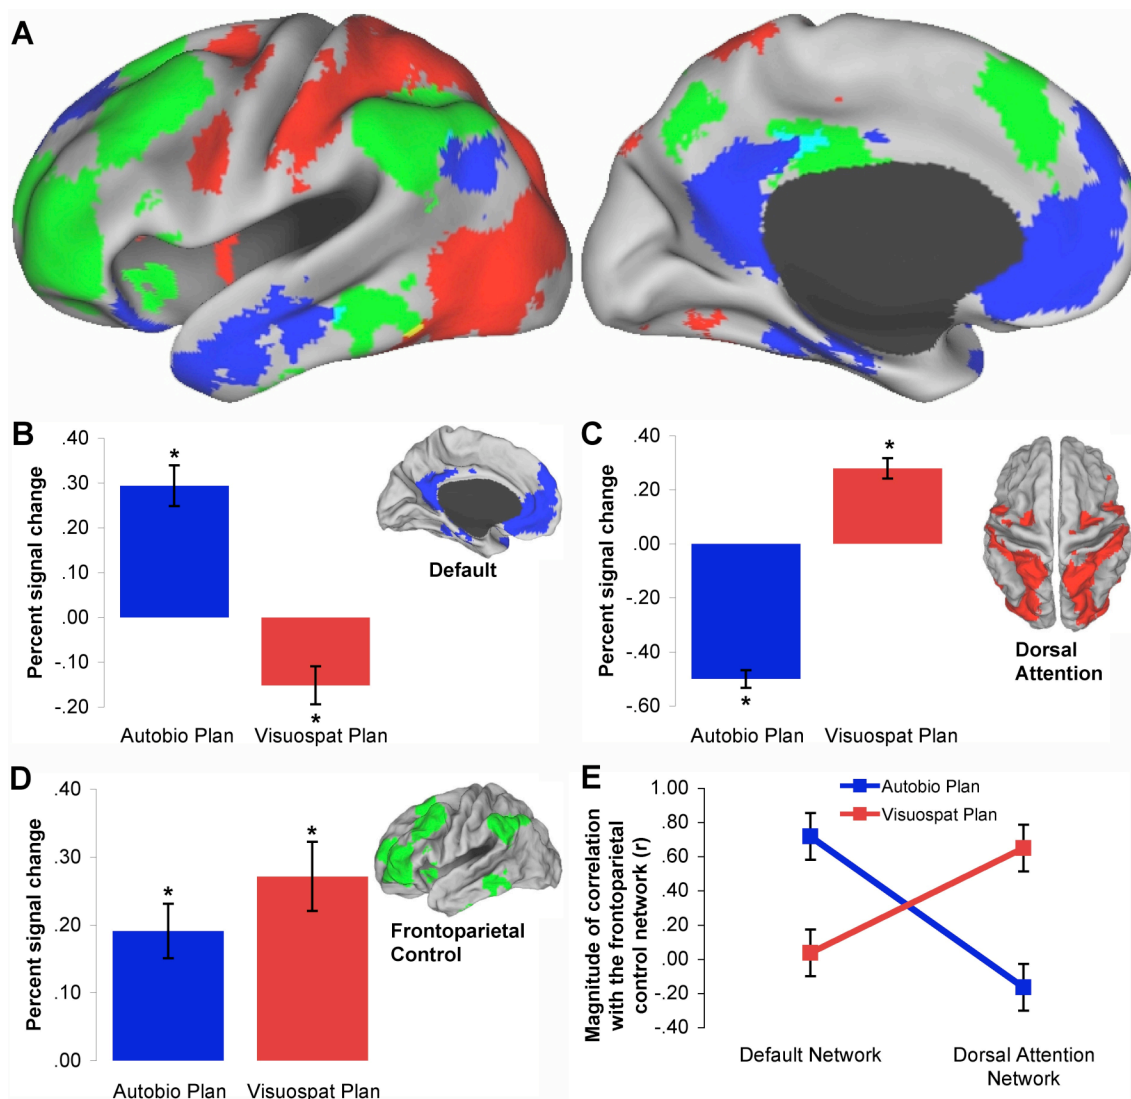 A
B
.40
.30
.20
.10
.00
-.10
-.20
Percent signal change
*
*
Autobio Plan
Visuospat Plan
Default
C
.40
.20
.00
-.20
-.40
-.60
Percent signal change
*
*
Autobio Plan
Visuospat Plan
Dorsal
Attention
D
.40
.30
.20
.10
.00
Percent signal change
*
*
Autobio Plan
Visuospat Plan
Frontoparietal
Control
E
1.00
.80
.60
.40
.20
.00
-.20
-.40
Magnitude of correlation
with the frontoparietal
control network (r)
Autobio Plan
Visuospat Plan
Default Network
Dorsal Attention
Network